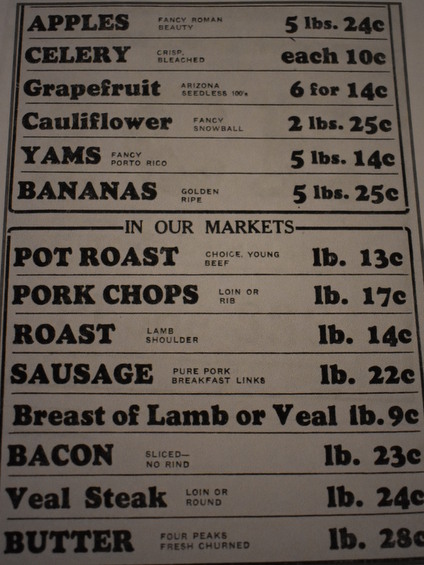 APPLES FANCY ROMAN BEAUTY 5 lbs. 24c
CELERY CRISP, BLEACHED each 10c
Grapefruit ARIZONA SEEDLESS 100's 6 for 14c
Cauliflower FANCY SNOWBALL 2 lbs. 25c
YAMS FANCY PORTO RICO 5 lbs. 14c
BANANAS GOLDEN RIPE 5 lbs. 25c
IN OUR MARKETS
POT ROAST CHOICE, YOUNG BEEF lb. 13c
PORK CHOPS LOIN OR RIB lb. 17c
ROAST LAMB SHOULDER lb. 14c
SAUSAGE PURE PORK BREAKFAST LINKS lb. 22c
Breast of Lamb or Veal lb. 9c
BACON SLICED— NO RIND lb. 23c
Veal Steak LOIN OR ROUND lb. 24c
BUTTER FOUR PEAKS FRESH CHURNED lb. 28c